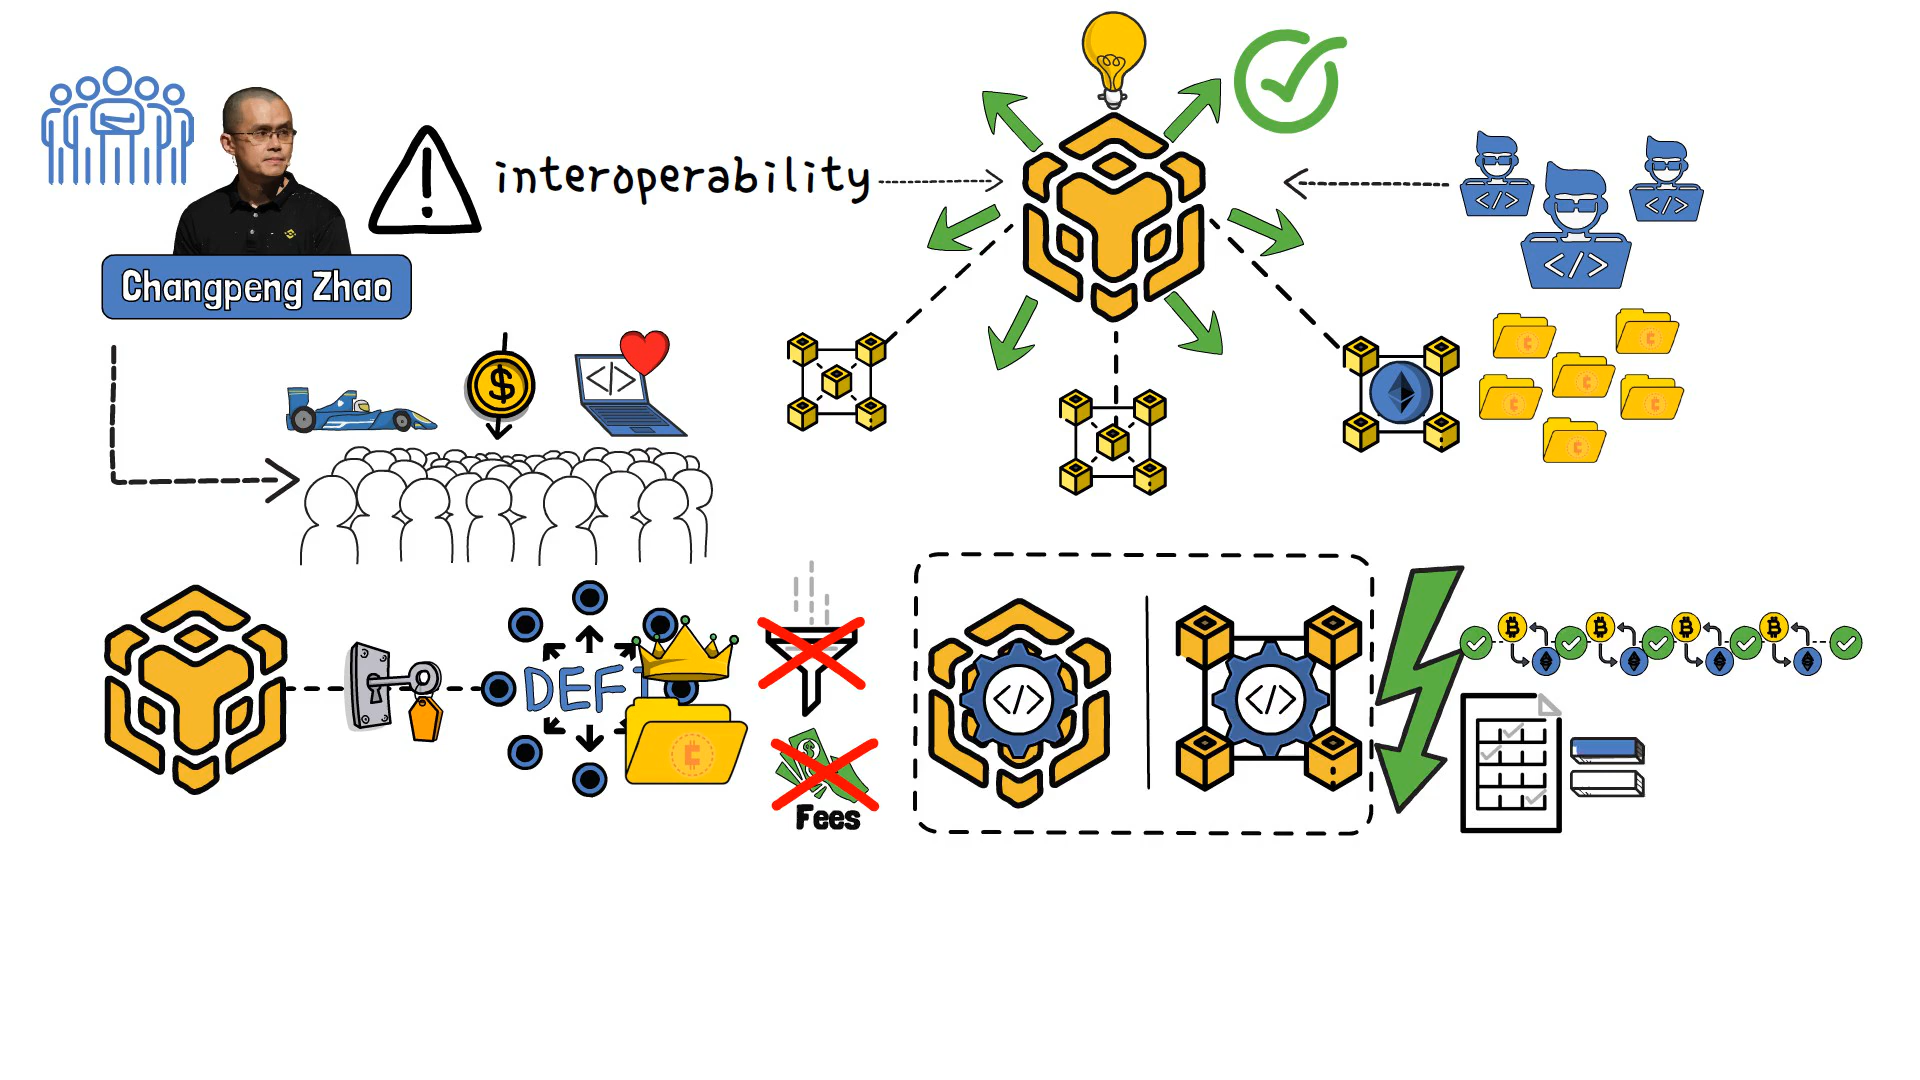 interoperability
Changpeng Zhao
$
</>
</>
</>
</>
</>
DEFI
$
Fees
</>
</>